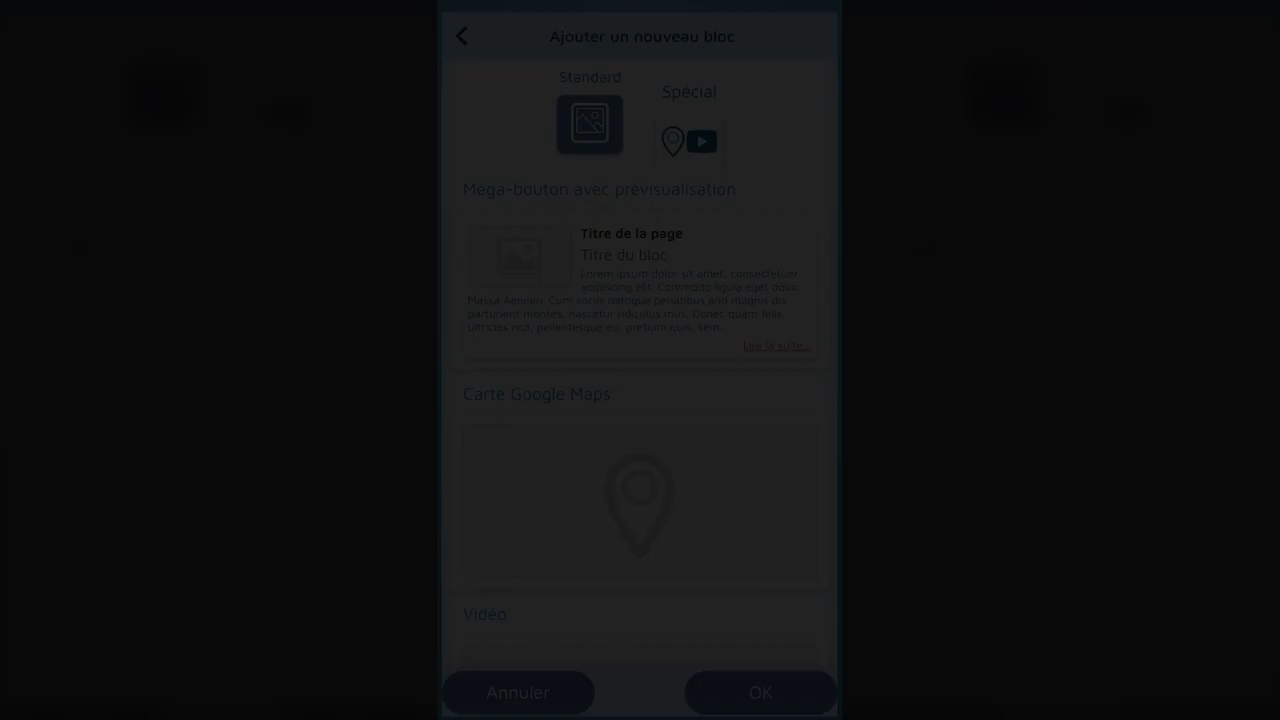 Ajouter un nouveau bloc
Standard
Spécial
Mega-bouton avec prévisualisation
Titre de la page
Titre du bloc
Lorem ipsum dolor sit amet, consectetuer
adipiscing elit. Commodo ligula eget dolor.
Massa Aenean. Cum sociis natoque penatibus and magnis dis
parturient montes, nascetur ridiculus mus. Donec quam felis,
ultricies nisi, pellentesque eu, pretium quis, sem.
Lire la suite...
Carte Google Maps
Vidéo
Annuler
OK